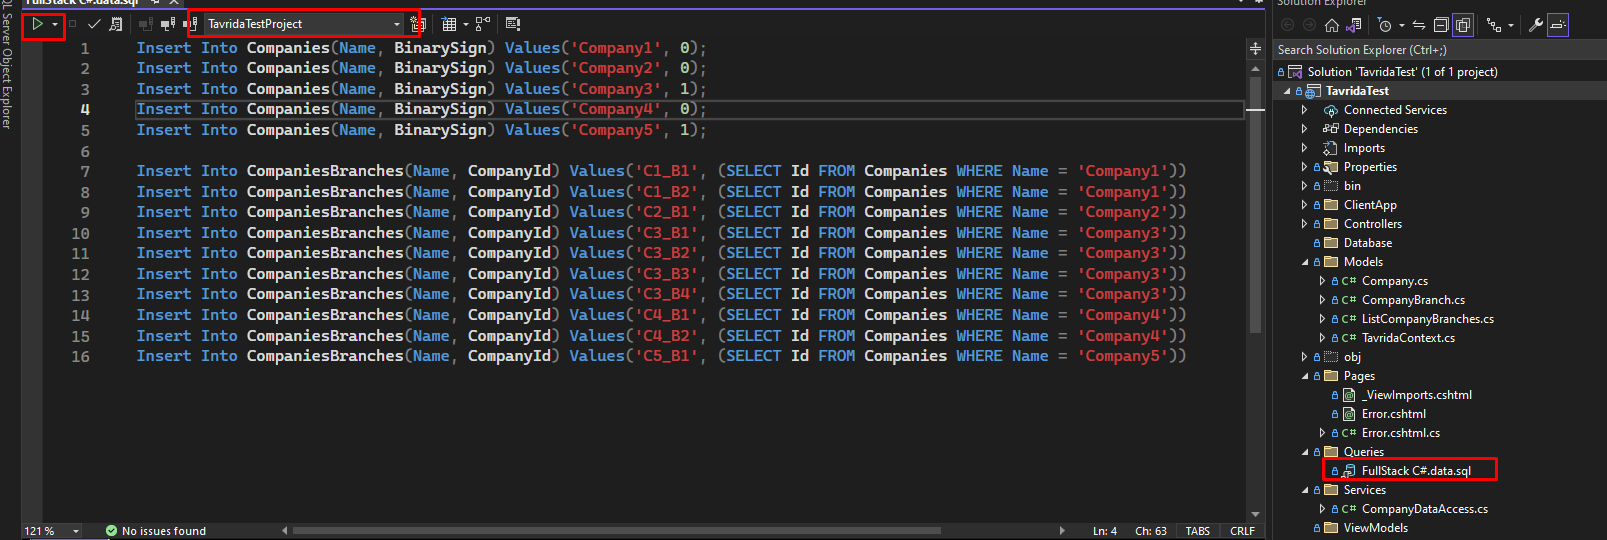 FullStack C#.data.sql
SQL Server Object Explorer
TavridaTestProject
1 Insert Into Companies(Name, BinarySign) Values('Company1', 0);
2 Insert Into Companies(Name, BinarySign) Values('Company2', 0);
3 Insert Into Companies(Name, BinarySign) Values('Company3', 1);
4 Insert Into Companies(Name, BinarySign) Values('Company4', 0);
5 Insert Into Companies(Name, BinarySign) Values('Company5', 1);
6
7 Insert Into CompaniesBranches(Name, CompanyId) Values('C1_B1', (SELECT Id FROM Companies WHERE Name = 'Company1'))
8 Insert Into CompaniesBranches(Name, CompanyId) Values('C1_B2', (SELECT Id FROM Companies WHERE Name = 'Company1'))
9 Insert Into CompaniesBranches(Name, CompanyId) Values('C2_B1', (SELECT Id FROM Companies WHERE Name = 'Company2'))
10 Insert Into CompaniesBranches(Name, CompanyId) Values('C3_B1', (SELECT Id FROM Companies WHERE Name = 'Company3'))
11 Insert Into CompaniesBranches(Name, CompanyId) Values('C3_B2', (SELECT Id FROM Companies WHERE Name = 'Company3'))
12 Insert Into CompaniesBranches(Name, CompanyId) Values('C3_B3', (SELECT Id FROM Companies WHERE Name = 'Company3'))
13 Insert Into CompaniesBranches(Name, CompanyId) Values('C3_B4', (SELECT Id FROM Companies WHERE Name = 'Company3'))
14 Insert Into CompaniesBranches(Name, CompanyId) Values('C4_B1', (SELECT Id FROM Companies WHERE Name = 'Company4'))
15 Insert Into CompaniesBranches(Name, CompanyId) Values('C4_B2', (SELECT Id FROM Companies WHERE Name = 'Company4'))
16 Insert Into CompaniesBranches(Name, CompanyId) Values('C5_B1', (SELECT Id FROM Companies WHERE Name = 'Company5'))
121 %
No issues found
Ln: 4 Ch: 63 TABS CRLF
Solution Explorer
Search Solution Explorer (Ctrl+;)
Solution 'TavridaTest' (1 of 1 project)
TavridaTest
Connected Services
Dependencies
Imports
Properties
bin
ClientApp
Controllers
Database
Models
C# Company.cs
C# CompanyBranch.cs
C# ListCompanyBranches.cs
C# TavridaContext.cs
obj
Pages
_ViewImports.cshtml
Error.cshtml
C# Error.cshtml.cs
Queries
FullStack C#.data.sql
Services
C# CompanyDataAccess.cs
ViewModels